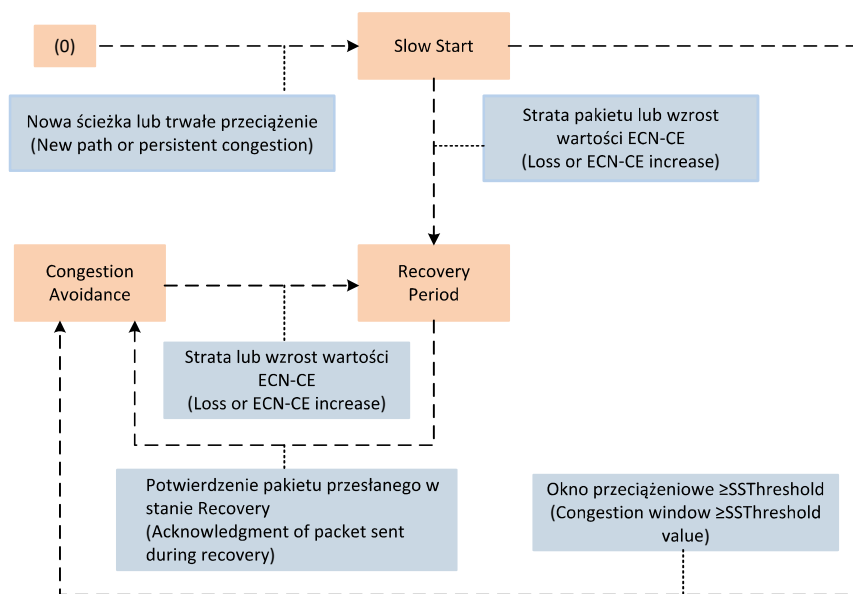 (0)
Slow Start
Nowa ścieżka lub trwałe przeciążenie
(New path or persistent congestion)
Strata pakietu lub wzrost
wartości ECN-CE
(Loss or ECN-CE increase)
Congestion
Avoidance
Recovery
Period
Strata lub wzrost wartości
ECN-CE
(Loss or ECN-CE increase)
Potwierdzenie pakietu przesłanego w
stanie Recovery
(Acknowledgment of packet sent
during recovery)
Okno przeciążeniowe ≥SSThreshold
(Congestion window ≥SSThreshold
value)